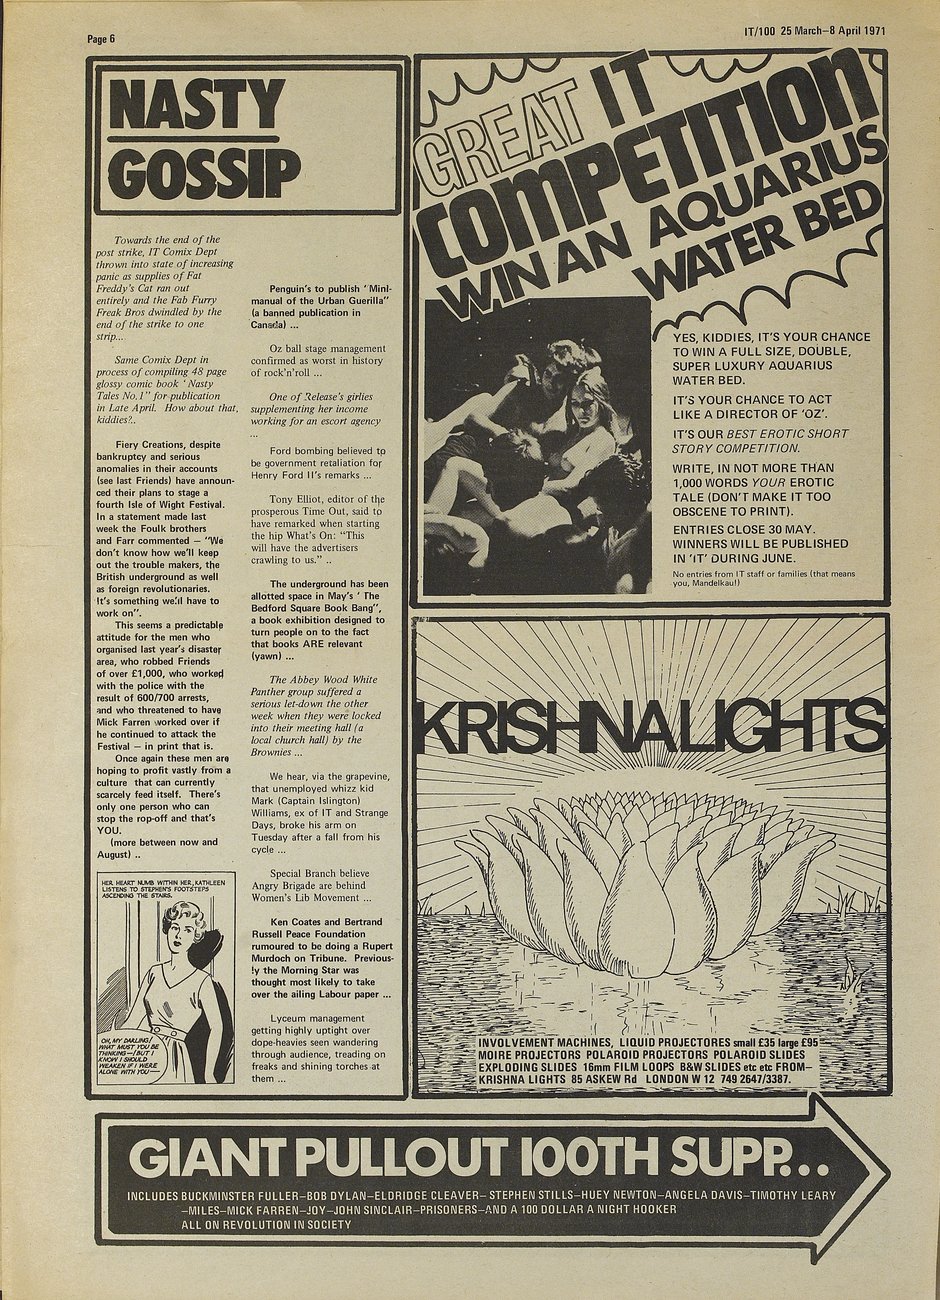 Page 6
IT/100 25 March–8 April 1971
NASTY
GOSSIP
Towards the end of the
post strike, IT Comix Dept
thrown into state of increasing
panic as supplies of Fat
Freddy's Cat ran out
entirely and the Fab Furry
Freak Bros dwindled by the
end of the strike to one
strip...
Same Comix Dept in
process of compiling 48 page
glossy comic book 'Nasty
Tales No.1" for publication
in Late April. How about that,
kiddies?..
Fiery Creations, despite
bankruptcy and serious
anomalies in their accounts
(see last Friends) have announ-
ced their plans to stage a
fourth Isle of Wight Festival.
In a statement made last
week the Foulk brothers
and Farr commented — "We
don't know how we'll keep
out the trouble makers, the
British underground as well
as foreign revolutionaries.
It's something we'll have to
work on".
This seems a predictable
attitude for the men who
organised last year's disaster
area, who robbed Friends
of over £1,000, who worked
with the police with the
result of 600/700 arrests,
and who threatened to have
Mick Farren worked over if
he continued to attack the
Festival — in print that is.
Once again these men are
hoping to profit vastly from a
culture that can currently
scarcely feed itself. There's
only one person who can
stop the rop-off and that's
YOU.
(more between now and
August) ..
HER HEART NUMB WITHIN HER, KATHLEEN
LISTENS TO STEPHEN'S FOOTSTEPS
ASCENDING THE STAIRS.
OH, MY DARLING!
WHAT MUST YOU BE
THINKING—! BUT I
KNOW I SHOULD
WEAKEN IF I WERE
ALONE WITH YOU—
Penguin's to publish "Mini-
manual of the Urban Guerilla"
(a banned publication in
Canada) ...
Oz ball stage management
confirmed as worst in history
of rock'n'roll ...
One of Release's girlies
supplementing her income
working for an escort agency
...
Ford bombing believed to
be government retaliation for
Henry Ford II's remarks ...
Tony Elliot, editor of the
prosperous Time Out, said to
have remarked when starting
the hip What's On: "This
will have the advertisers
crawling to us." ..
The underground has been
allotted space in May's ' The
Bedford Square Book Bang",
a book exhibition designed to
turn people on to the fact
that books ARE relevant
(yawn) ...
The Abbey Wood White
Panther group suffered a
serious let-down the other
week when they were locked
into their meeting hall (a
local church hall) by the
Brownies ...
We hear, via the grapevine,
that unemployed whizz kid
Mark (Captain Islington)
Williams, ex of IT and Strange
Days, broke his arm on
Tuesday after a fall from his
cycle ...
Special Branch believe
Angry Brigade are behind
Women's Lib Movement ...
Ken Coates and Bertrand
Russell Peace Foundation
rumoured to be doing a Rupert
Murdoch on Tribune. Previous-
ly the Morning Star was
thought most likely to take
over the ailing Labour paper ...
Lyceum management
getting highly uptight over
dope-heavies seen wandering
through audience, treading on
freaks and shining torches at
them ...
GREAT IT
COMPETITION
WIN AN AQUARIUS
WATER BED
YES, KIDDIES, IT'S YOUR CHANCE
TO WIN A FULL SIZE, DOUBLE,
SUPER LUXURY AQUARIUS
WATER BED.
IT'S YOUR CHANCE TO ACT
LIKE A DIRECTOR OF 'OZ'.
IT'S OUR BEST EROTIC SHORT
STORY COMPETITION.
WRITE, IN NOT MORE THAN
1,000 WORDS YOUR EROTIC
TALE (DON'T MAKE IT TOO
OBSCENE TO PRINT).
ENTRIES CLOSE 30 MAY.
WINNERS WILL BE PUBLISHED
IN 'IT' DURING JUNE.
No entries from IT staff or families (that means
you, Mandelkau!)
KRISHNA LIGHTS
INVOLVEMENT MACHINES, LIQUID PROJECTORES small £35 large £95
MOIRE PROJECTORS POLAROID PROJECTORS POLAROID SLIDES
EXPLODING SLIDES 16mm FILM LOOPS B&W SLIDES etc etc FROM—
KRISHNA LIGHTS 85 ASKEW Rd LONDON W 12 749 2647/3387.
GIANT PULLOUT 100TH SUPP...
INCLUDES BUCKMINSTER FULLER—BOB DYLAN—ELDRIDGE CLEAVER— STEPHEN STILLS—HUEY NEWTON—ANGELA DAVIS—TIMOTHY LEARY
—MILES—MICK FARREN—JOY—JOHN SINCLAIR—PRISONERS—AND A 100 DOLLAR A NIGHT HOOKER
ALL ON REVOLUTION IN SOCIETY